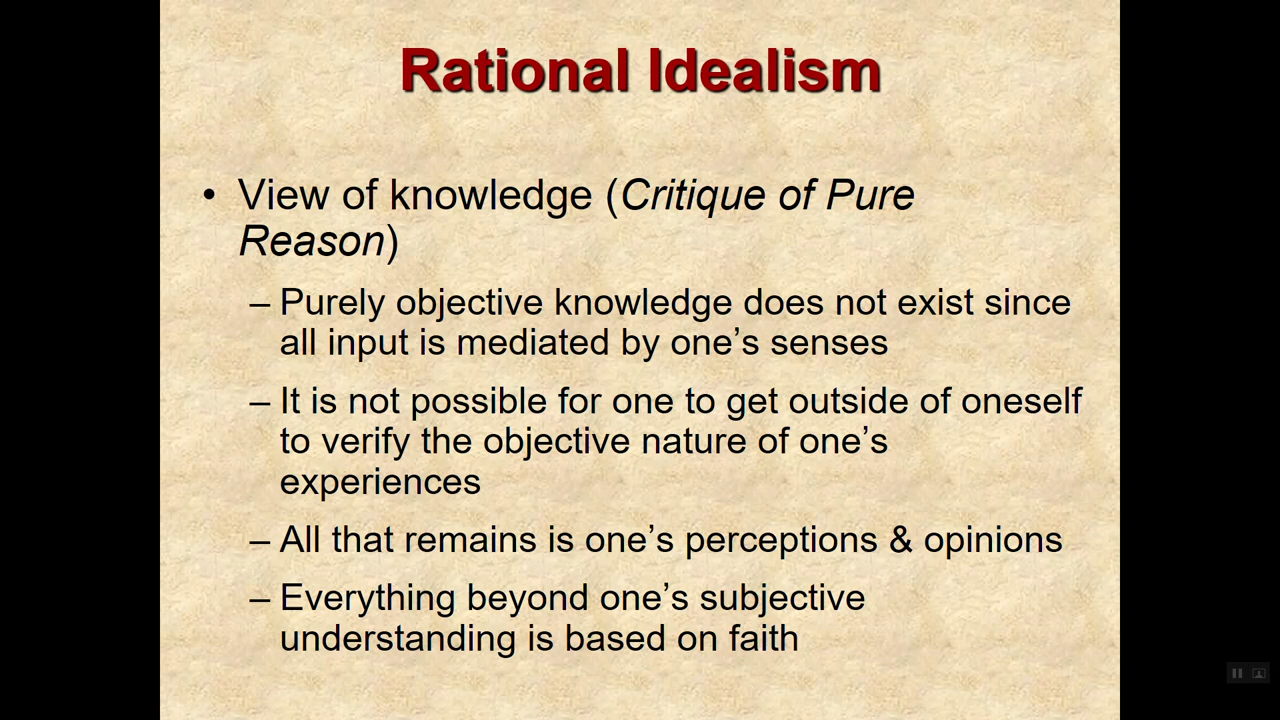 Rational Idealism
• View of knowledge (Critique of Pure
Reason)
– Purely objective knowledge does not exist since
all input is mediated by one’s senses
– It is not possible for one to get outside of oneself
to verify the objective nature of one’s
experiences
– All that remains is one’s perceptions & opinions
– Everything beyond one’s subjective
understanding is based on faith